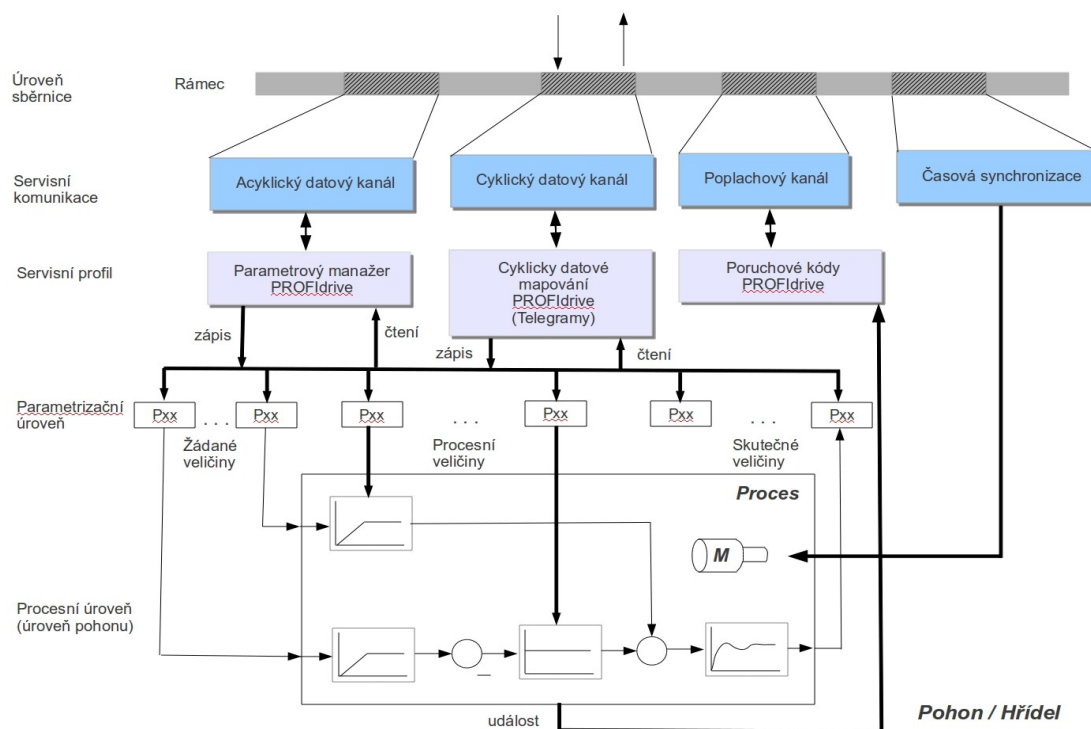 Úroveň
sběrnice
Rámec
Servisní
komunikace
Acyklický datový kanál
Cyklický datový kanál
Poplachový kanál
Časová synchronizace
Servisní profil
Parametrový manažer
PROFIdrive
Cyklicky datové
mapování
PROFIdrive
(Telegramy)
Poruchové kódy
PROFIdrive
zápis
čtení
zápis
čtení
Parametrizační
úroveň
Pxx
. . .
Pxx
Pxx
. . .
Pxx
Pxx
. . .
Pxx
Žádané
veličiny
Procesní
veličiny
Skutečné
veličiny
Proces
M
Procesní úroveň
(úroveň pohonu)
—
událost
Pohon / Hřídel